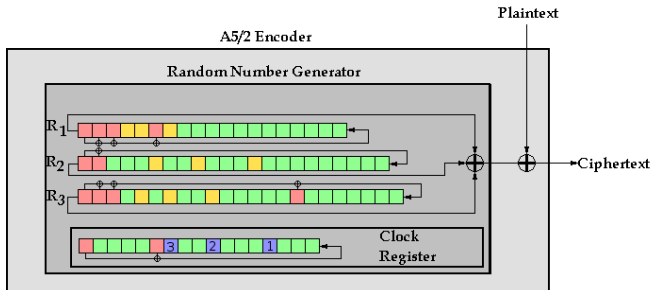 Plaintext
A5/2 Encoder
Random Number Generator
R1
R2
R3
Ciphertext
Clock
Register
3 2 1